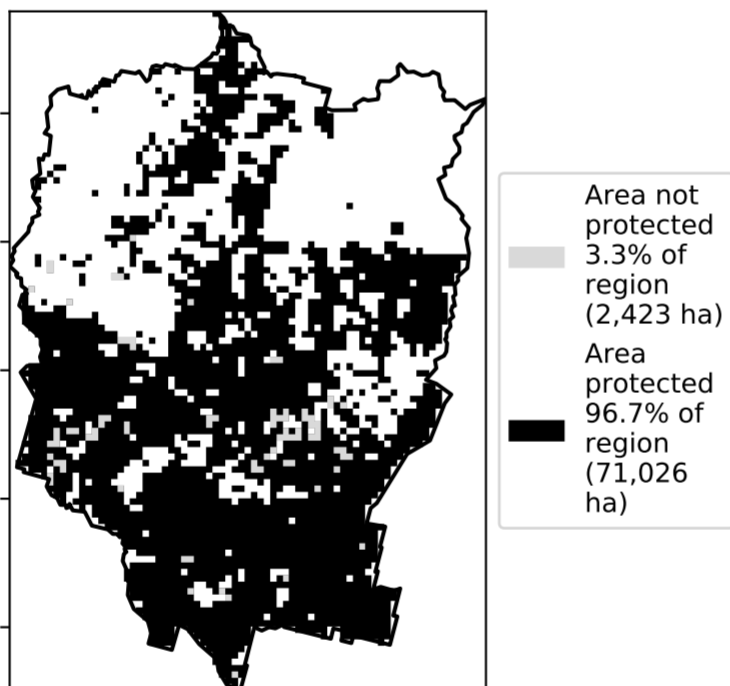 Area not
protected
3.3% of
region
(2,423 ha)
Area
protected
96.7% of
region
(71,026
ha)